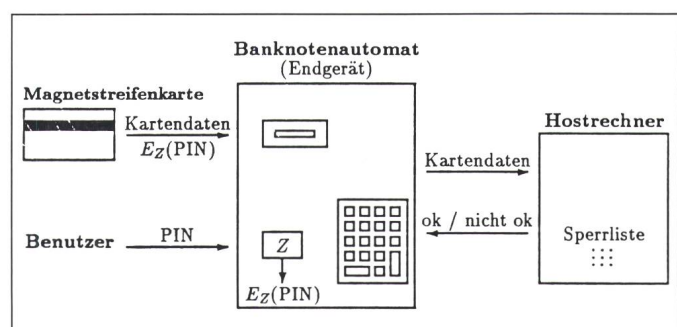 Banknotenautomat
(Endgerät)
Magnetstreifenkarte
Kartendaten
E_Z(PIN)
Hostrechner
Kartendaten
ok / nicht ok
Sperrliste
Benutzer
PIN
Z
E_Z(PIN)